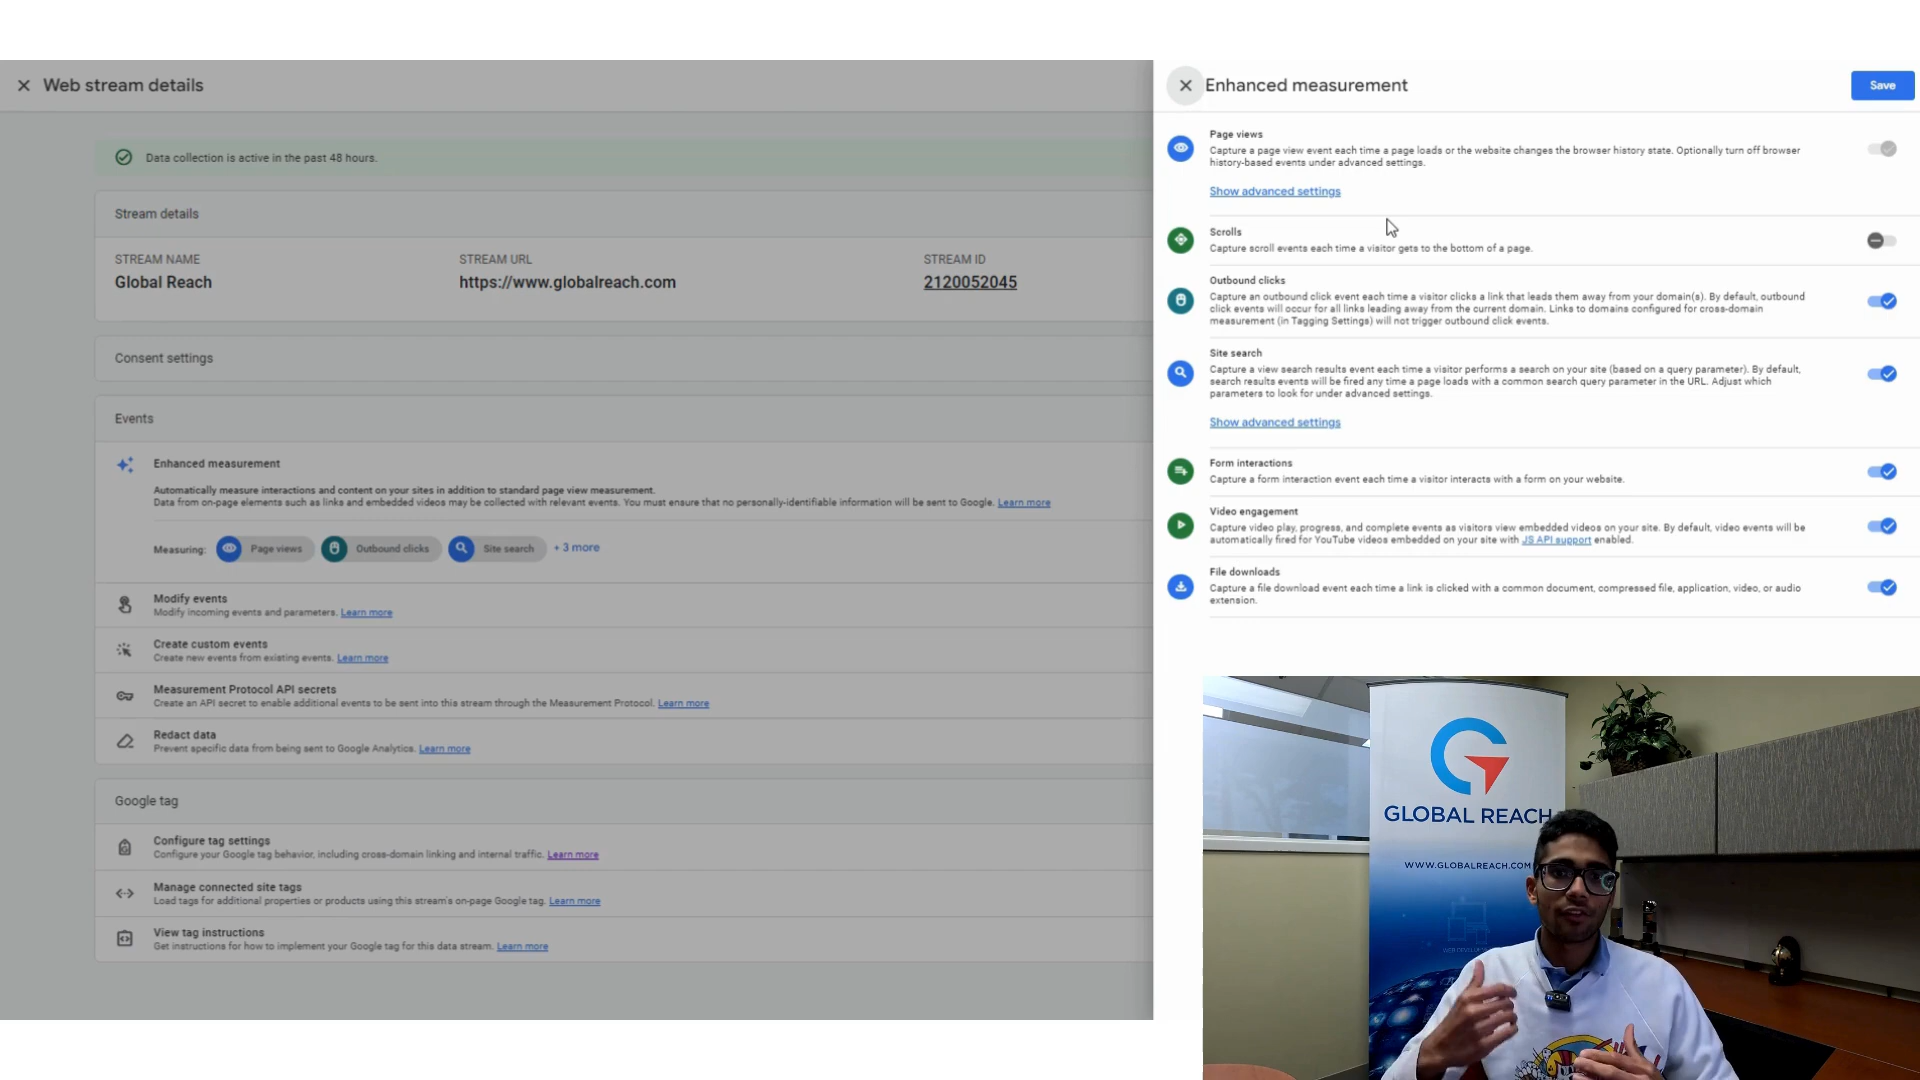 Web stream details
Data collection is active in the past 48 hours.
Stream details
STREAM NAME
Global Reach
STREAM URL
https://www.globalreach.com
STREAM ID
2120052045
Consent settings
Events
Enhanced measurement
Automatically measure interactions and content on your sites in addition to standard page view measurement.
Data from on-page elements such as links and embedded videos may be collected with relevant events. You must ensure that no personally-identifiable information will be sent to Google. Learn more
Measuring: Page views Outbound clicks Site search + 3 more
Modify events
Modify incoming events and parameters. Learn more
Create custom events
Create new events from existing events. Learn more
Measurement Protocol API secrets
Create an API secret to enable additional events to be sent into this stream through the Measurement Protocol. Learn more
Redact data
Prevent specific data from being sent to Google Analytics. Learn more
Google tag
Configure tag settings
Configure your Google tag behavior, including cross-domain linking and internal traffic. Learn more
Manage connected site tags
Load tags for additional properties or products using this stream's on-page Google tag. Learn more
View tag instructions
Get instructions for how to implement your Google tag for this data stream. Learn more
Enhanced measurement
Save
Page views
Capture a page view event each time a page loads or the website changes the browser history state. Optionally turn off browser
history-based events under advanced settings.
Show advanced settings
Scrolls
Capture scroll events each time a visitor gets to the bottom of a page.
Outbound clicks
Capture an outbound click event each time a visitor clicks a link that leads them away from your domain(s). By default, outbound
click events will occur for all links leading away from the current domain. Links to domains configured for cross-domain
measurement (in Tagging Settings) will not trigger outbound click events.
Site search
Capture a view search results event each time a visitor performs a search on your site (based on a query parameter). By default,
search results events will be fired any time a page loads with a common search query parameter in the URL. Adjust which
parameters to look for under advanced settings.
Show advanced settings
Form interactions
Capture a form interaction event each time a visitor interacts with a form on your website.
Video engagement
Capture video play, progress, and complete events as visitors view embedded videos on your site. By default, video events will be
automatically fired for YouTube videos embedded on your site with JS API support enabled.
File downloads
Capture a file download event each time a link is clicked with a common document, compressed file, application, video, or audio
extension.
GLOBAL REACH
WWW.GLOBALREACH.COM